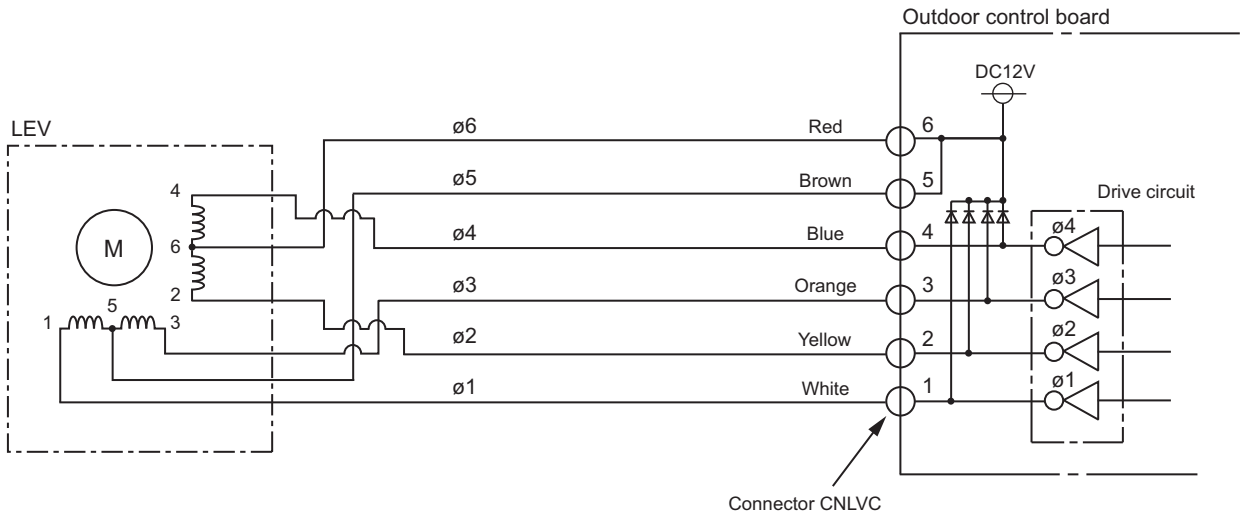 Outdoor control board
DC12V
LEV
ø6 Red 6
ø5 Brown 5
Drive circuit
4
ø4 Blue 4 ø4
M
6
ø3 Orange 3 ø3
2
5
1 3
ø2 Yellow 2 ø2
ø1 White 1 ø1
Connector CNLVC